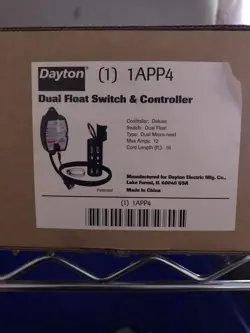 Dayton (1) 1APP4
Dual Float Switch & Controller
Controller: Deluxe
Switch: Dual Float
Type: Dual Micro-reed
Max Amps: 13
Cord Length (ft.): 10
Patented
Manufactured for Dayton Electric Mfg. Co.,
Lake Forest, IL 60045 USA
Made in China
(1) 1APP4